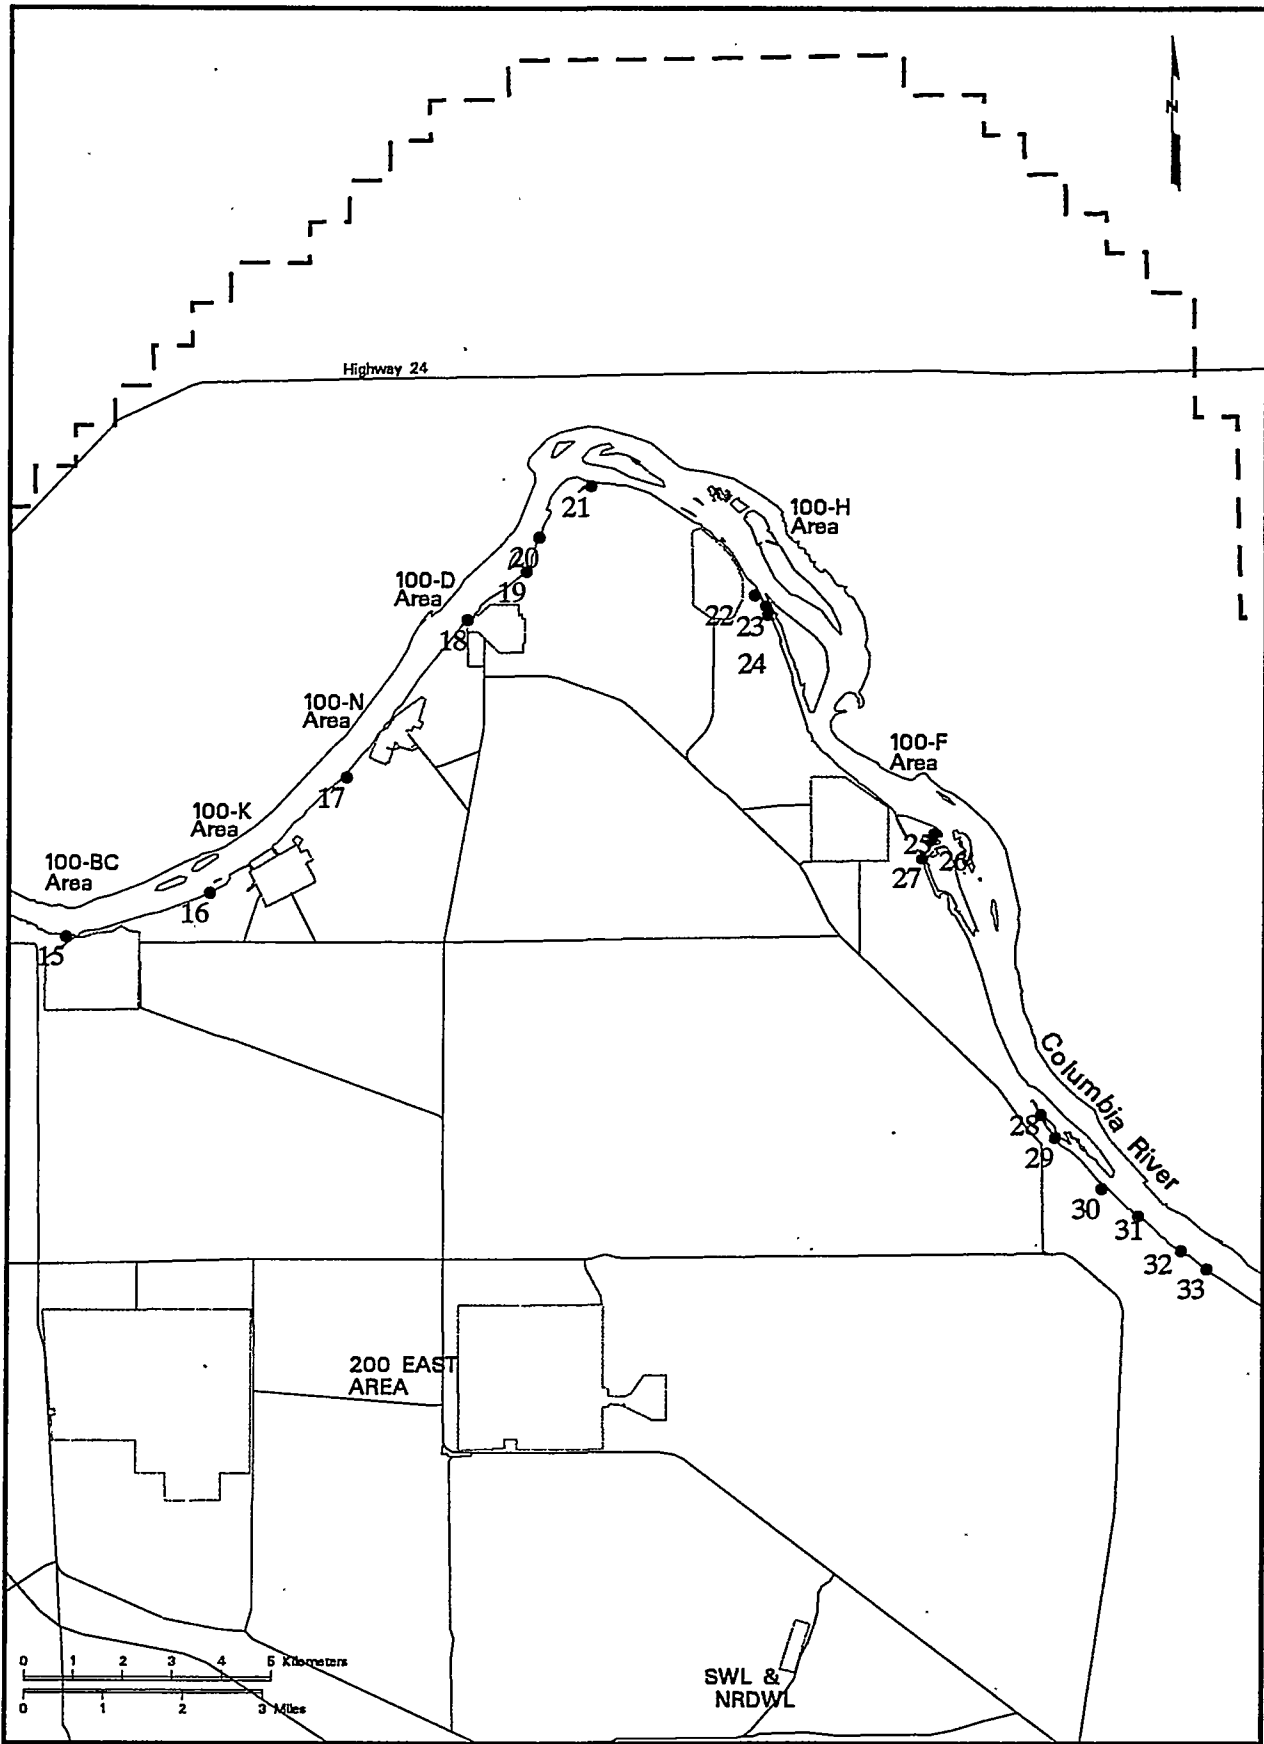 N
Highway 24
21
100-H
Area
20
100-D
Area
19
22
23
18
24
100-N
Area
100-F
Area
17
100-K
Area
25
26
100-BC
Area
27
16
15
Columbia River
28
29
30
31
32
33
200 EAST
AREA
0 1 2 3 4 5 Kilometers
0 1 2 3 Miles
SWL &
NRDWL